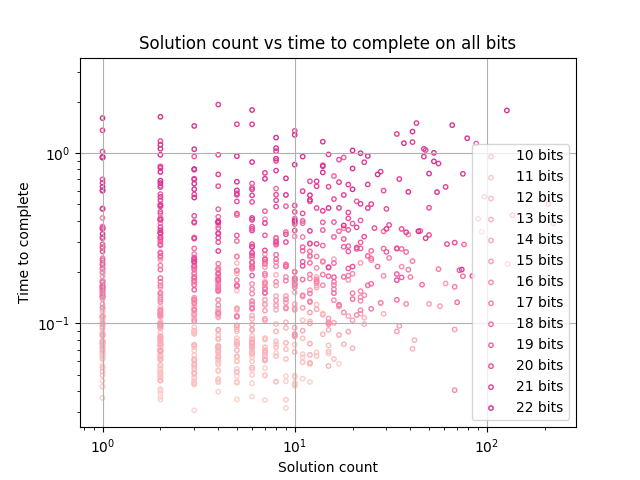 Solution count vs time to complete on all bits
Time to complete
10⁰
10⁻¹
10⁰
10¹
10²
Solution count
10 bits
11 bits
12 bits
13 bits
14 bits
15 bits
16 bits
17 bits
18 bits
19 bits
20 bits
21 bits
22 bits